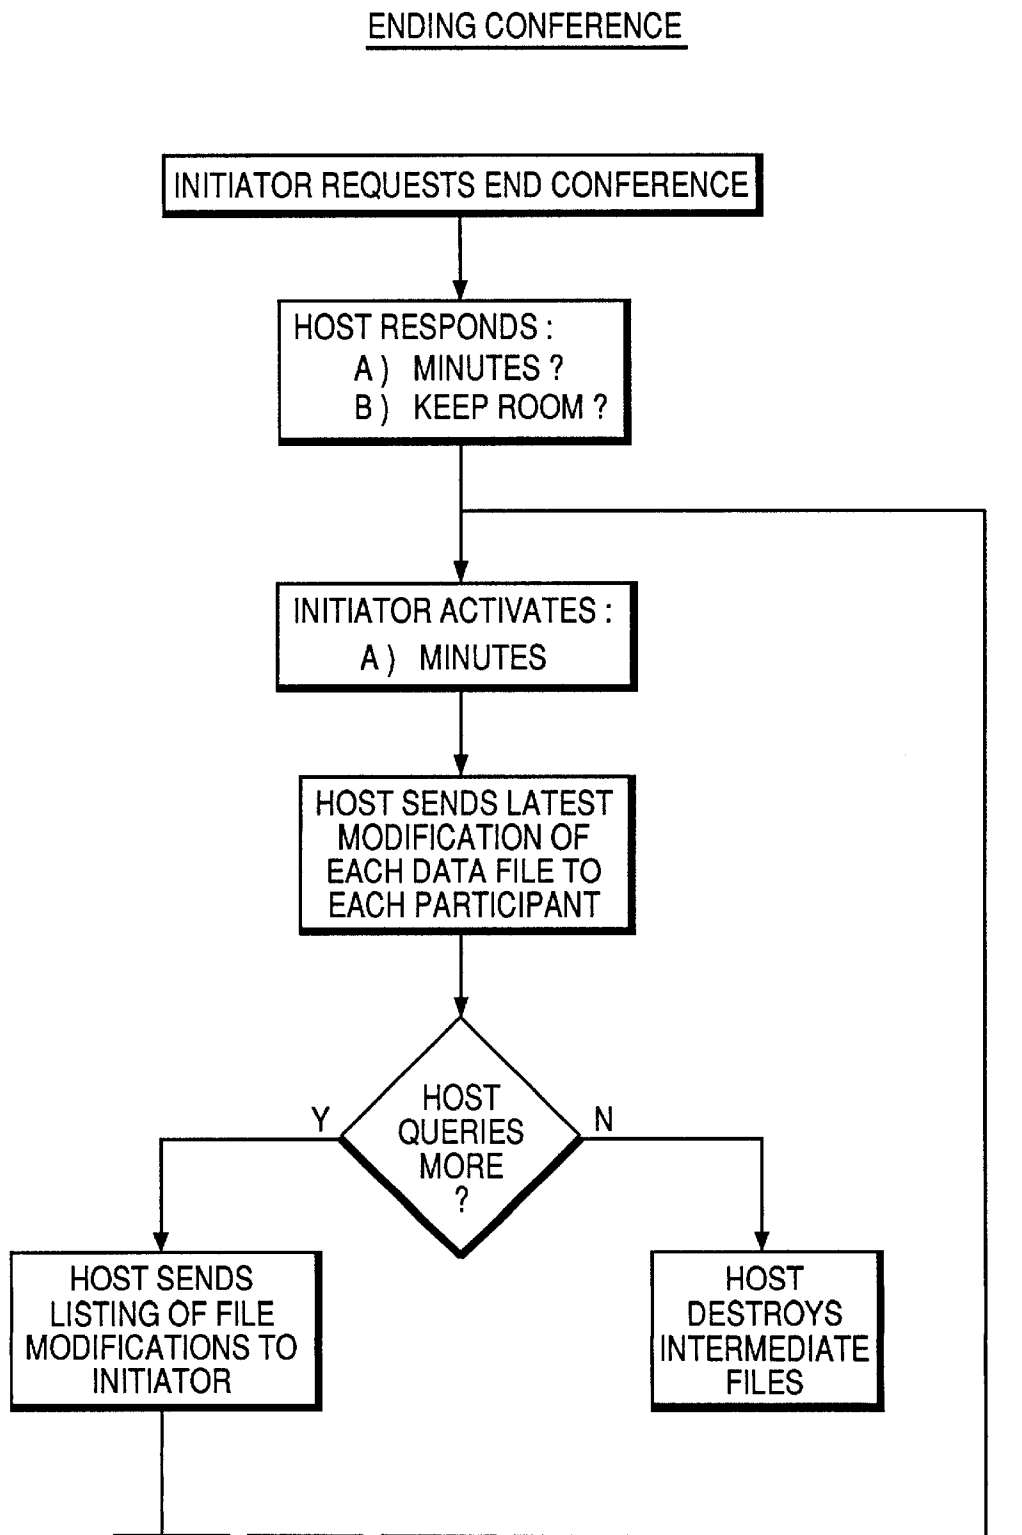 ENDING CONFERENCE
INITIATOR REQUESTS END CONFERENCE
HOST RESPONDS :
A ) MINUTES ?
B ) KEEP ROOM ?
INITIATOR ACTIVATES :
A ) MINUTES
HOST SENDS LATEST
MODIFICATION OF
EACH DATA FILE TO
EACH PARTICIPANT
HOST
QUERIES
MORE
?
Y
N
HOST SENDS
LISTING OF FILE
MODIFICATIONS TO
INITIATOR
HOST
DESTROYS
INTERMEDIATE
FILES